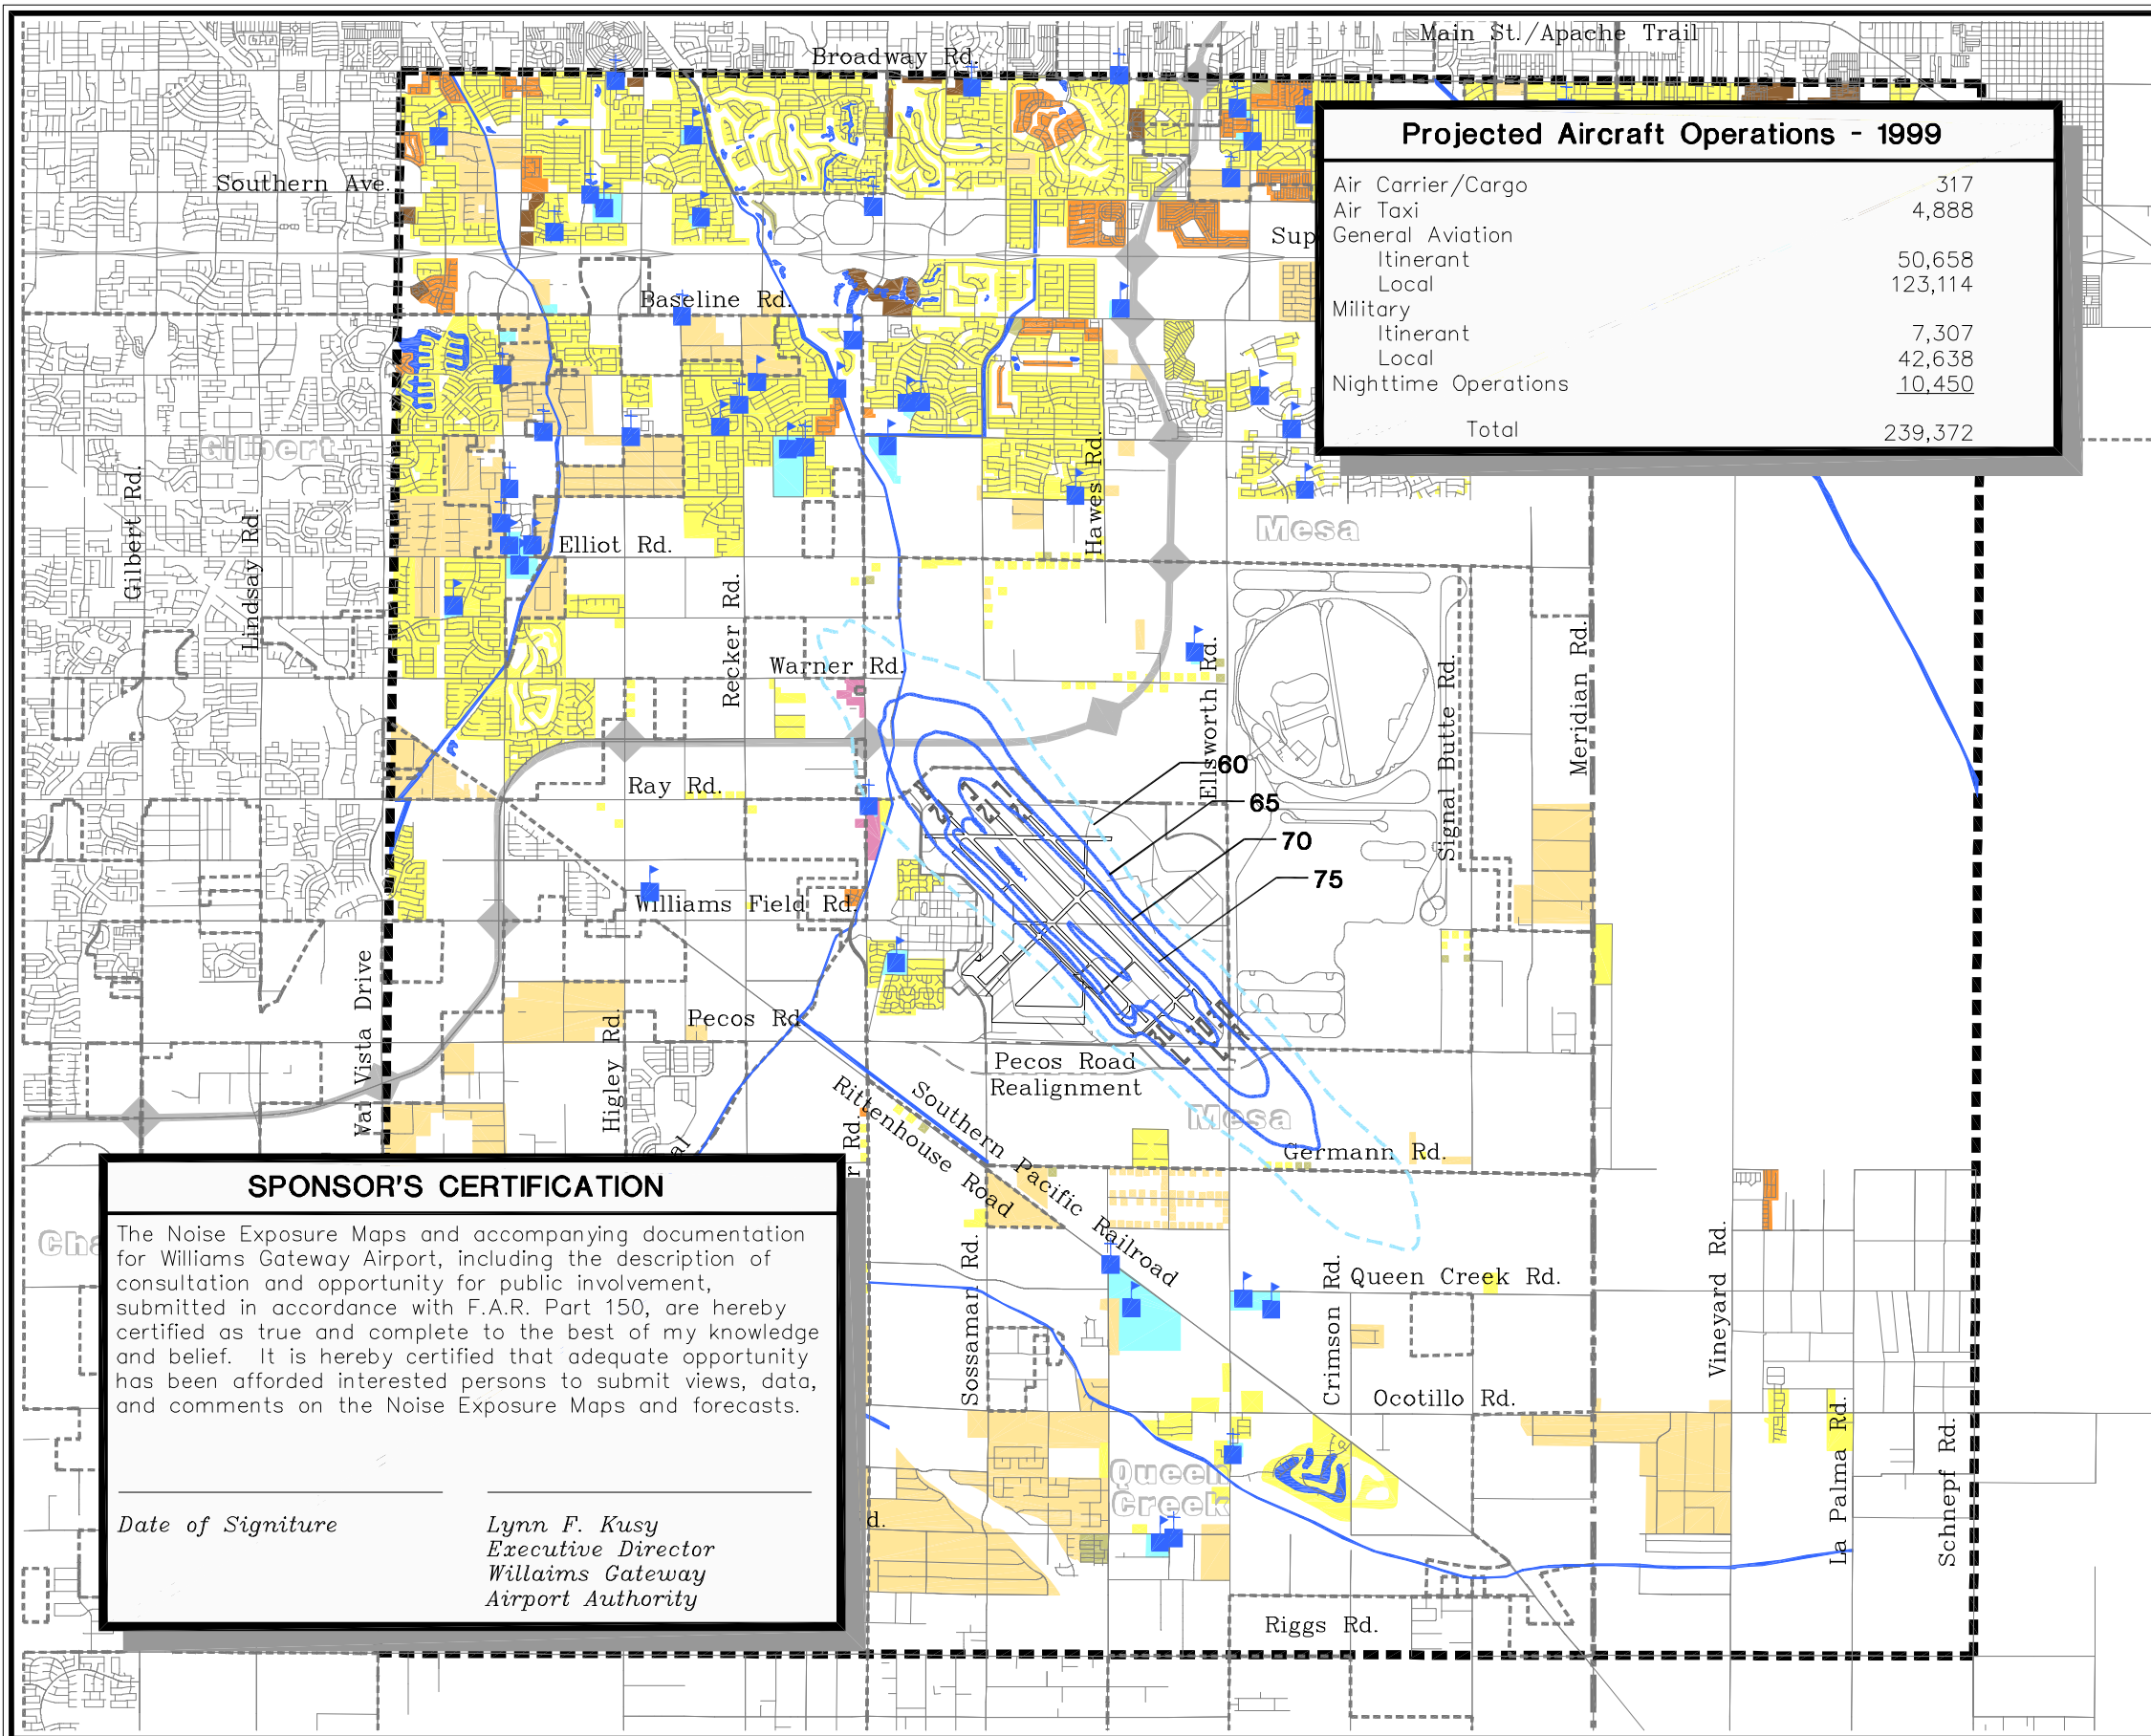 Broadway Rd.
Main St./Apache Trail
Southern Ave.
Sup
Baseline Rd.
Gilbert
Gilbert Rd.
Lindsay Rd.
Elliot Rd.
Hawes Rd.
Mesa
Recker Rd.
Warner Rd.
Ellsworth Rd.
Signal Butte Rd.
Meridian Rd.
Ray Rd.
60
65
70
75
Williams Field Rd.
Val Vista Drive
Higley Rd.
Pecos Rd
Pecos Road
Realignment
Southern Pacific Railroad
Rittenhouse Road
Mesa
Germann Rd.
r Rd.
al
Cha
Sossaman Rd.
Queen Creek Rd.
Crimson Rd.
Vineyard Rd.
Ocotillo Rd.
La Palma Rd.
Schnepf Rd.
Queen
Creek
d.
Riggs Rd.
Projected Aircraft Operations - 1999
Air Carrier/Cargo 317
Air Taxi 4,888
General Aviation
Itinerant 50,658
Local 123,114
Military
Itinerant 7,307
Local 42,638
Nighttime Operations 10,450
Total 239,372
SPONSOR'S CERTIFICATION
The Noise Exposure Maps and accompanying documentation
for Williams Gateway Airport, including the description of
consultation and opportunity for public involvement,
submitted in accordance with F.A.R. Part 150, are hereby
certified as true and complete to the best of my knowledge
and belief. It is hereby certified that adequate opportunity
has been afforded interested persons to submit views, data,
and comments on the Noise Exposure Maps and forecasts.
Date of Signiture
Lynn F. Kusy
Executive Director
Willaims Gateway
Airport Authority